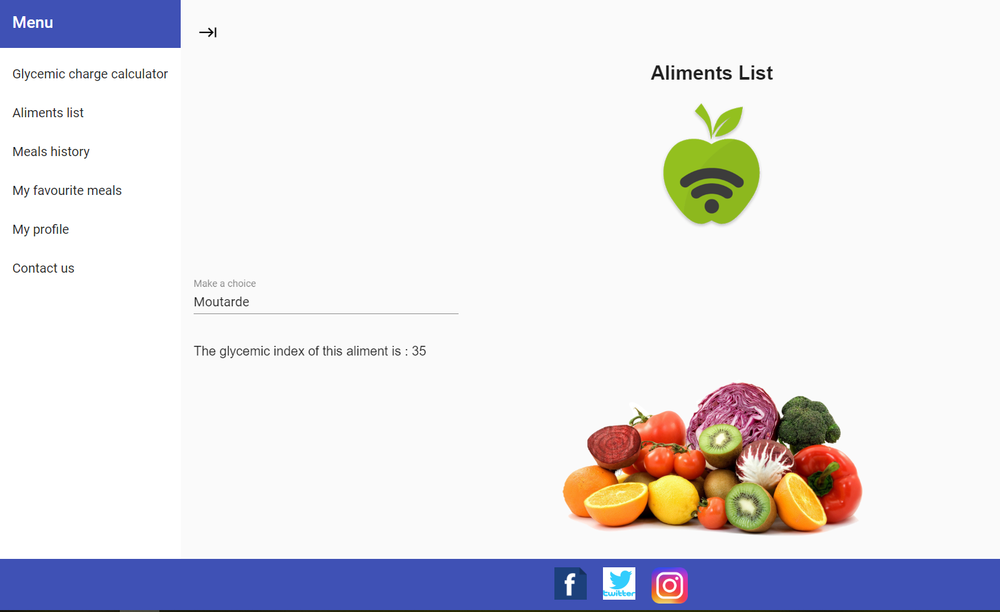 Menu
Glycemic charge calculator
Aliments list
Meals history
My favourite meals
My profile
Contact us
Aliments List
Make a choice
Moutarde
The glycemic index of this aliment is : 35
f
twitter